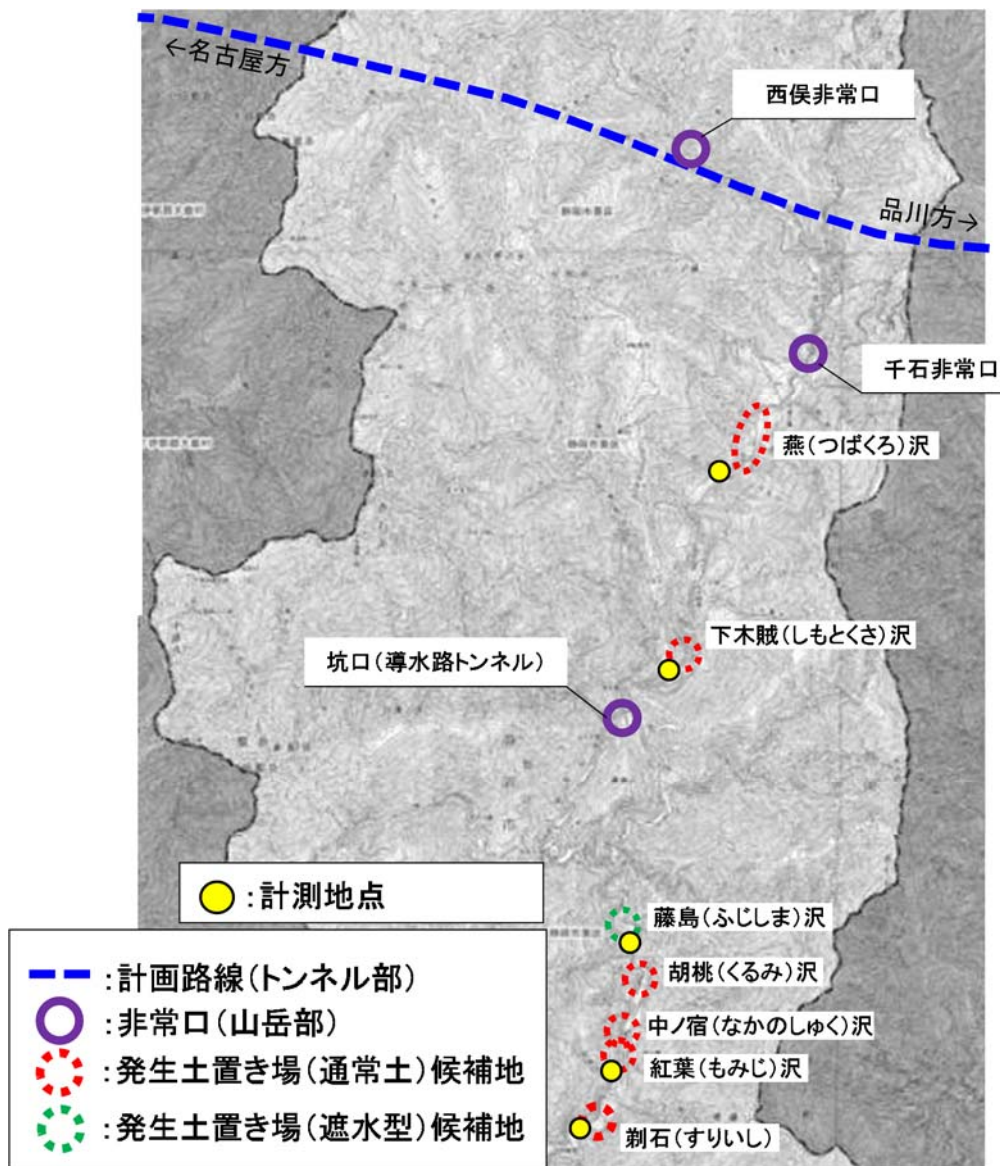 ←名古屋方
西俣非常口
品川方→
千石非常口
燕(つばくろ)沢
下木賊(しもとくさ)沢
坑口(導水路トンネル)
:計測地点
藤島(ふじしま)沢
胡桃(くるみ)沢
中ノ宿(なかのしゅく)沢
紅葉(もみじ)沢
剃石(すりいし)
:計画路線(トンネル部)
:非常口(山岳部)
:発生土置き場(通常土)候補地
:発生土置き場(遮水型)候補地